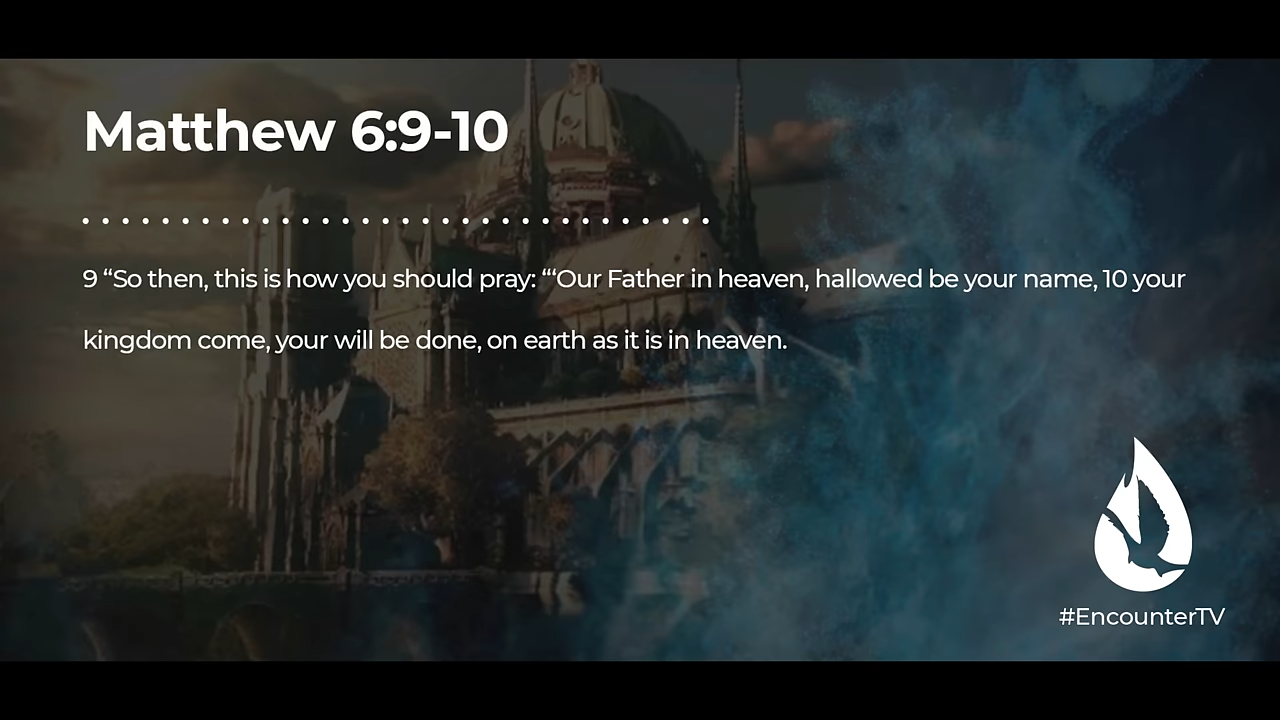 Matthew 6:9-10
9 “So then, this is how you should pray: “‘Our Father in heaven, hallowed be your name, 10 your
kingdom come, your will be done, on earth as it is in heaven.
#EncounterTV